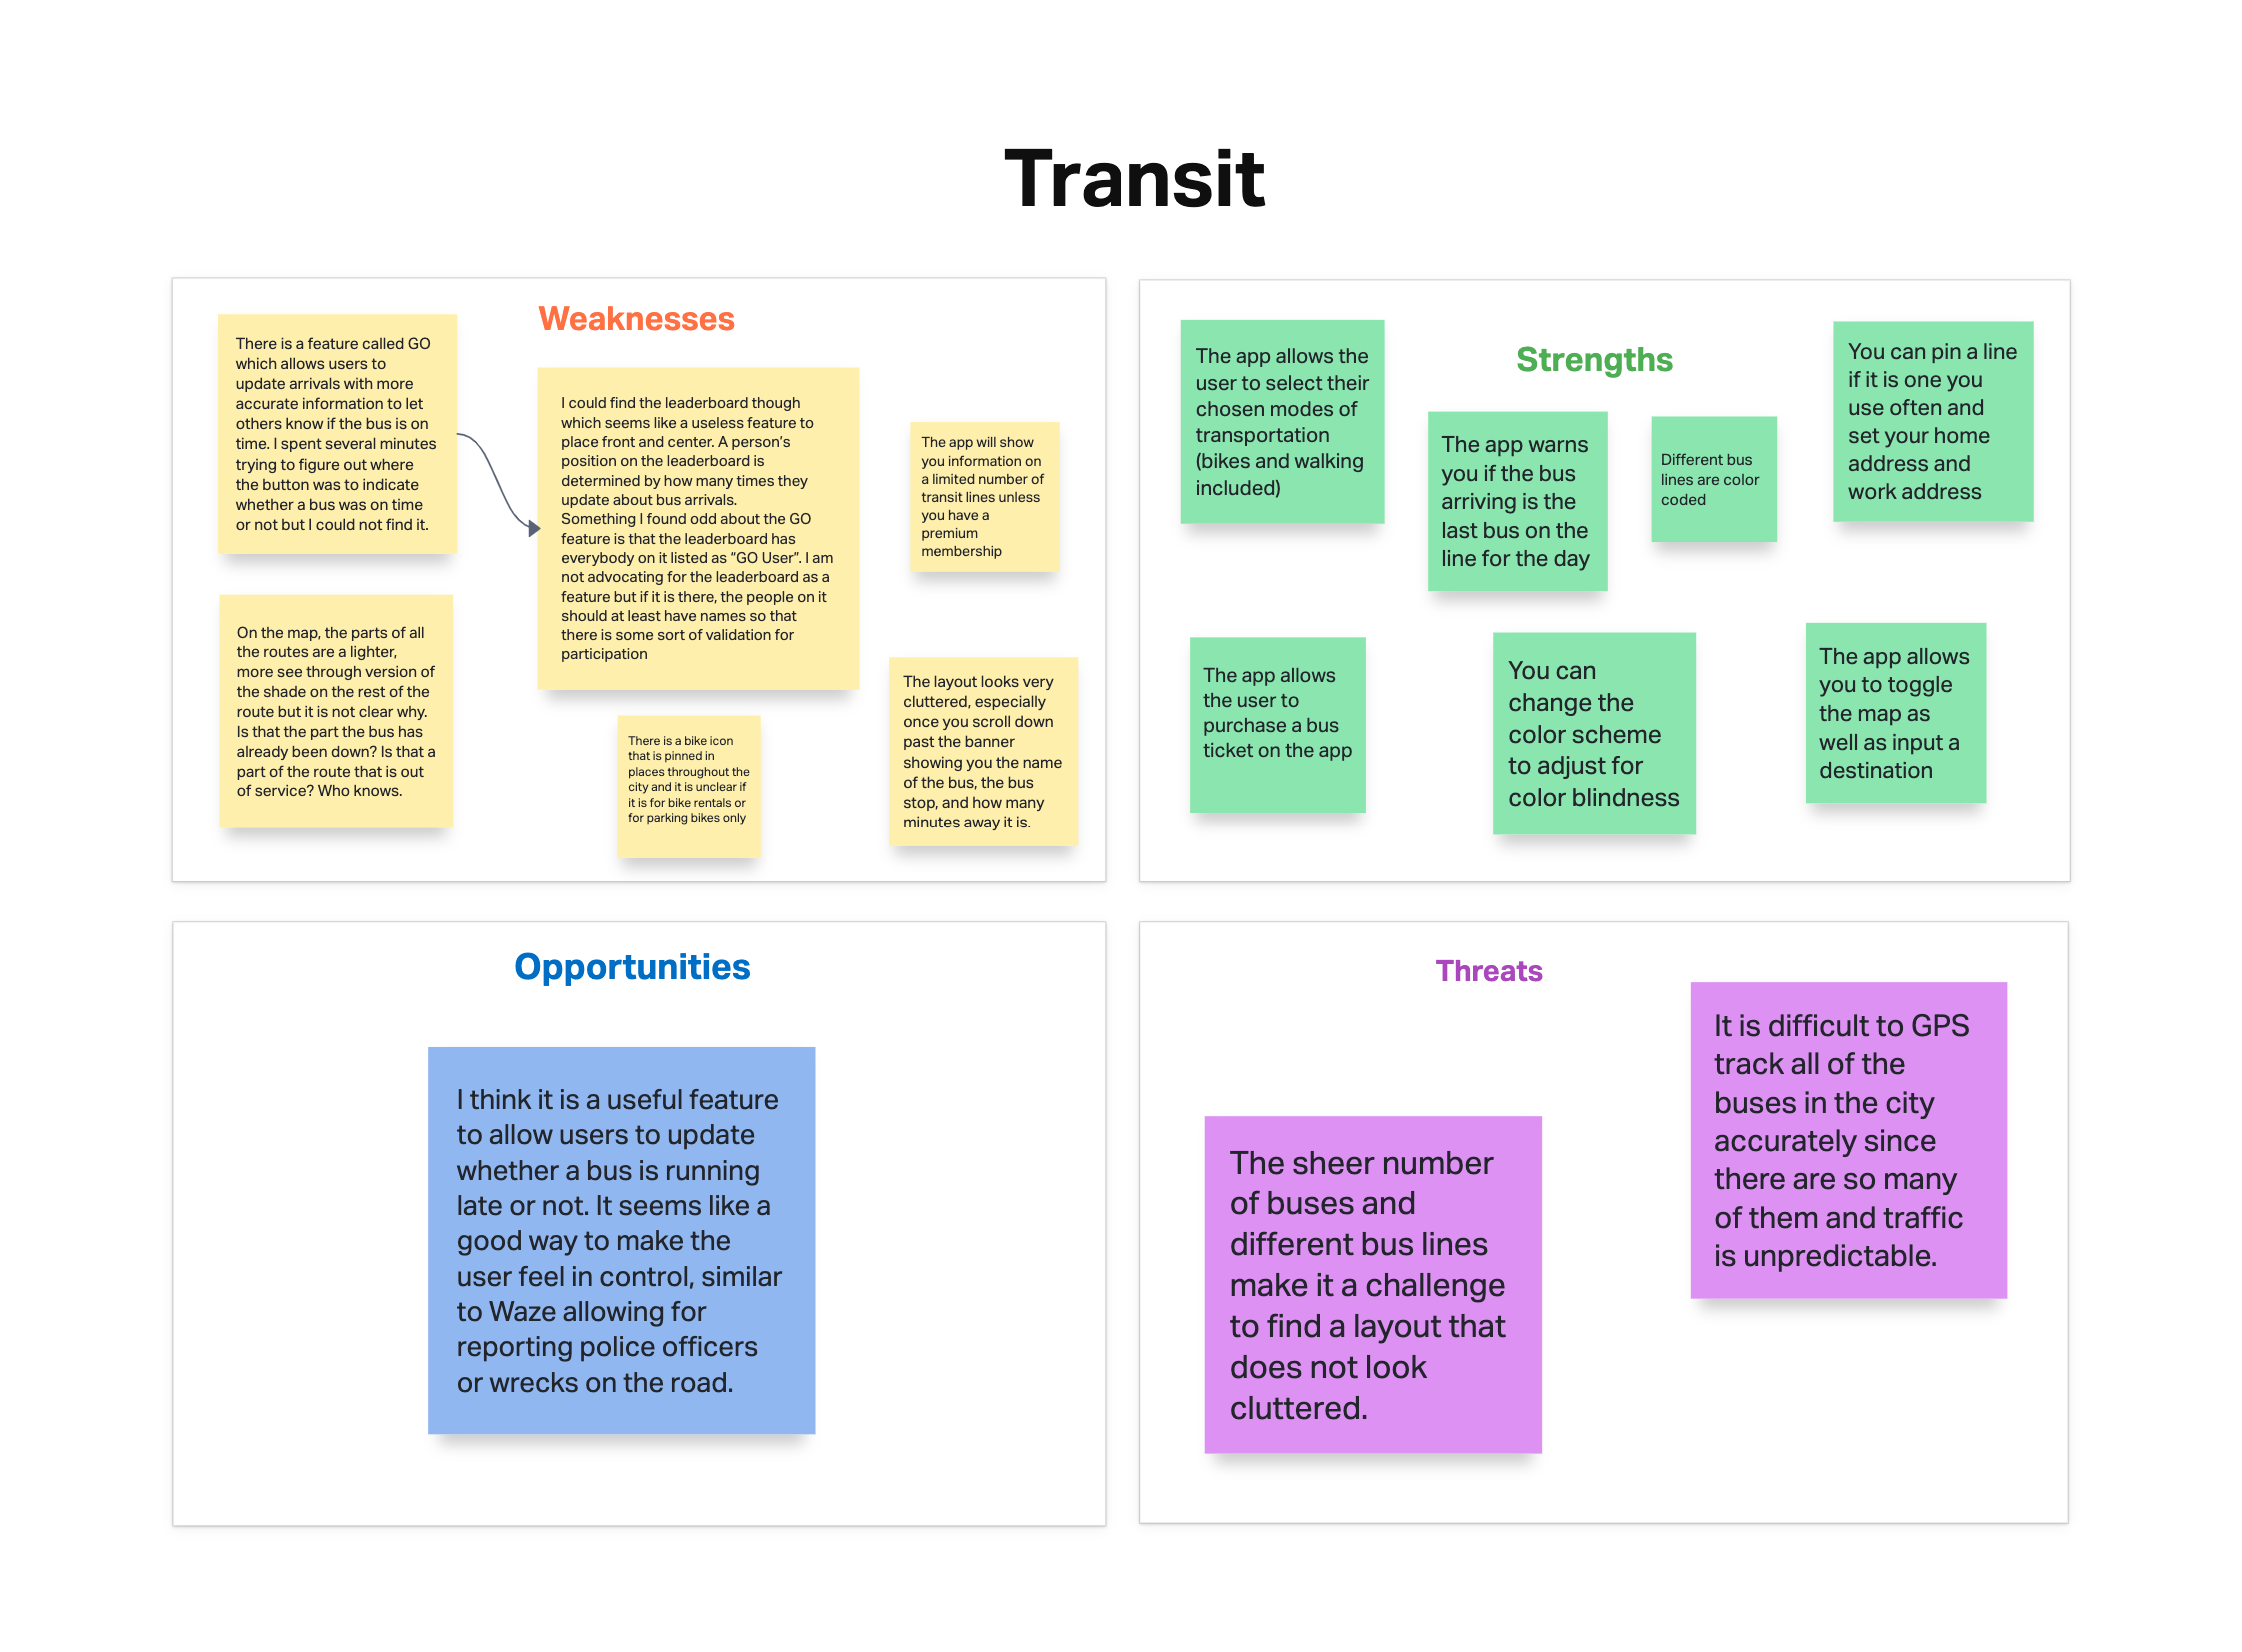 Transit
Weaknesses
There is a feature called GO
which allows users to
update arrivals with more
accurate information to let
others know if the bus is on
time. I spent several minutes
trying to figure out where
the button was to indicate
whether a bus was on time
or not but I could not find it.
I could find the leaderboard though
which seems like a useless feature to
place front and center. A person’s
position on the leaderboard is
determined by how many times they
update about bus arrivals.
Something I found odd about the GO
feature is that the leaderboard has
everybody on it listed as “GO User”. I am
not advocating for the leaderboard as a
feature but if it is there, the people on it
should at least have names so that
there is some sort of validation for
participation
The app will show
you information on
a limited number of
transit lines unless
you have a
premium
membership
On the map, the parts of all
the routes are a lighter,
more see through version of
the shade on the rest of the
route but it is not clear why.
Is that the part the bus has
already been down? Is that a
part of the route that is out
of service? Who knows.
There is a bike icon
that is pinned in
places throughout the
city and it is unclear if
it is for bike rentals or
for parking bikes only
The layout looks very
cluttered, especially
once you scroll down
past the banner
showing you the name
of the bus, the bus
stop, and how many
minutes away it is.
Strengths
The app allows the
user to select their
chosen modes of
transportation
(bikes and walking
included)
The app warns
you if the bus
arriving is the
last bus on the
line for the day
Different bus
lines are color
coded
You can pin a line
if it is one you
use often and
set your home
address and
work address
The app allows
the user to
purchase a bus
ticket on the app
You can
change the
color scheme
to adjust for
color blindness
The app allows
you to toggle
the map as
well as input a
destination
Opportunities
I think it is a useful feature
to allow users to update
whether a bus is running
late or not. It seems like a
good way to make the
user feel in control, similar
to Waze allowing for
reporting police officers
or wrecks on the road.
Threats
The sheer number
of buses and
different bus lines
make it a challenge
to find a layout that
does not look
cluttered.
It is difficult to GPS
track all of the
buses in the city
accurately since
there are so many
of them and traffic
is unpredictable.